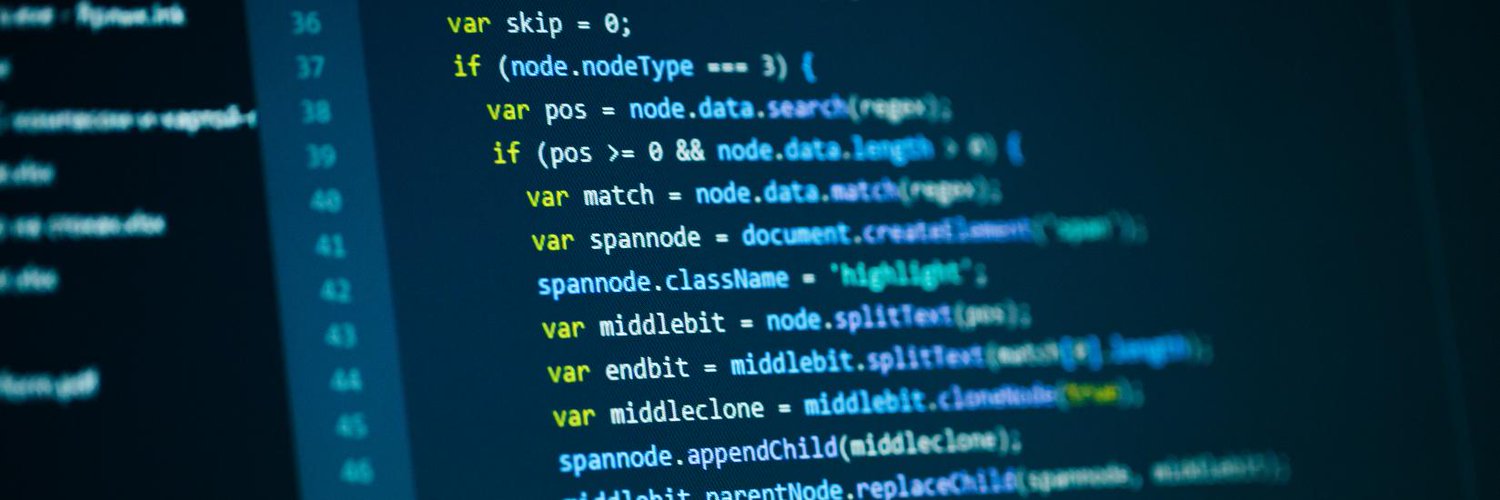 36 var skip = 0;
37 if (node.nodeType === 3) {
38 var pos = node.data.search(regex);
39 if (pos >= 0 && node.data.length > 0) {
40 var match = node.data.match(regex);
41 var spannode = document.createElement('span');
42 spannode.className = 'highlight';
43 var middlebit = node.splitText(pos);
44 var endbit = middlebit.splitText(match[0].length);
45 var middleclone = middlebit.cloneNode(true);
46 spannode.appendChild(middleclone);
middlebit.parentNode.replaceChild(spannode, middlebit);